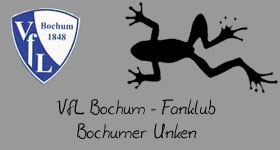 Bochum
1848
VfL
VfL Bochum - Fanklub
Bochumer Unken